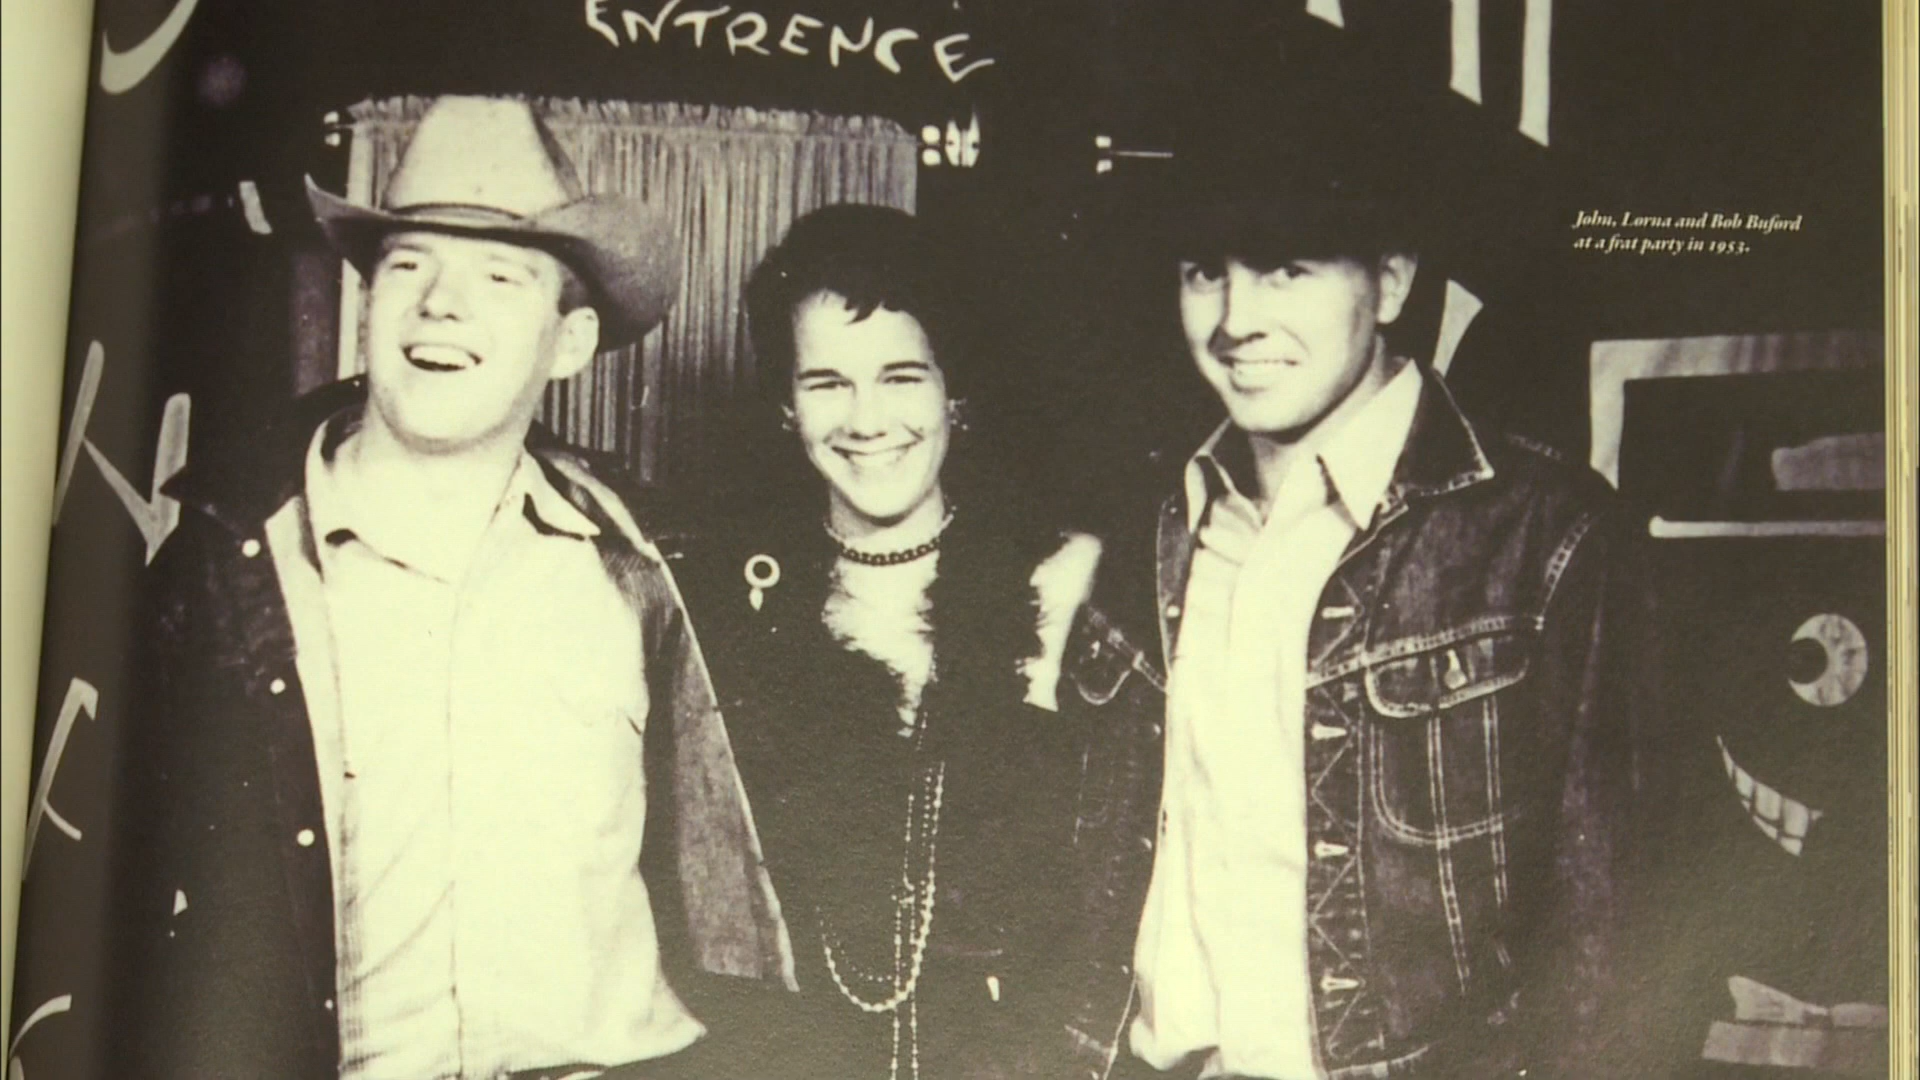 ENTRENCE
John, Lorna and Bob Buford
at a frat party in 1953.